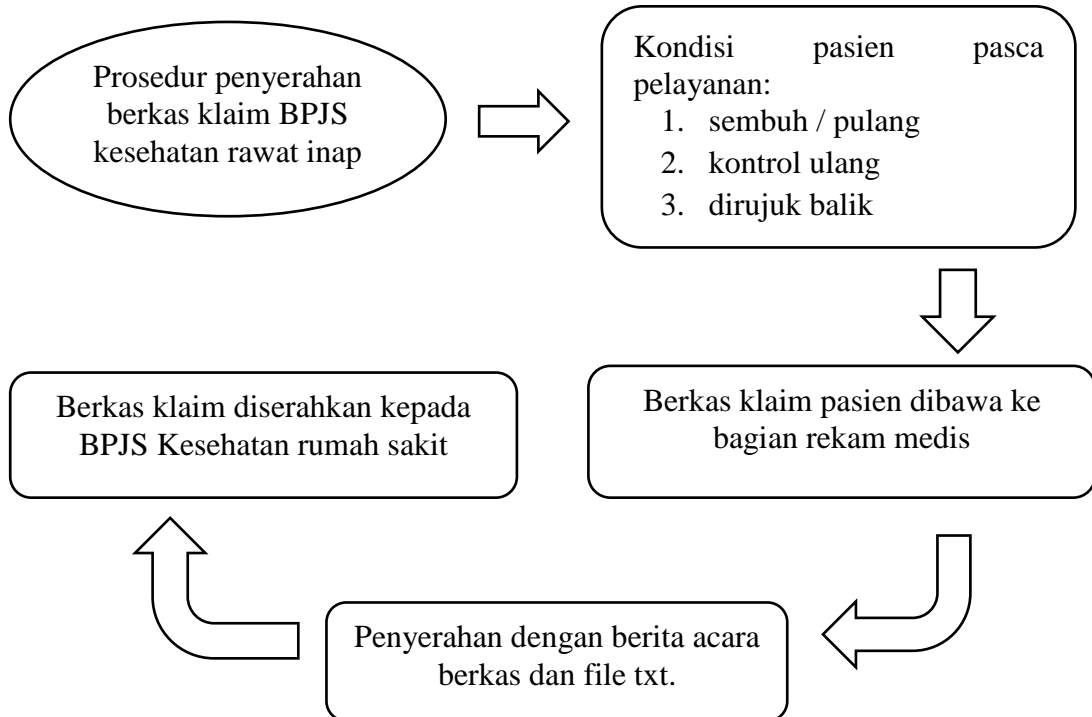 Prosedur penyerahan
berkas klaim BPJS
kesehatan rawat inap
Kondisi pasien pasca
pelayanan:
1. sembuh / pulang
2. kontrol ulang
3. dirujuk balik
Berkas klaim pasien dibawa ke
bagian rekam medis
Penyerahan dengan berita acara
berkas dan file txt.
Berkas klaim diserahkan kepada
BPJS Kesehatan rumah sakit